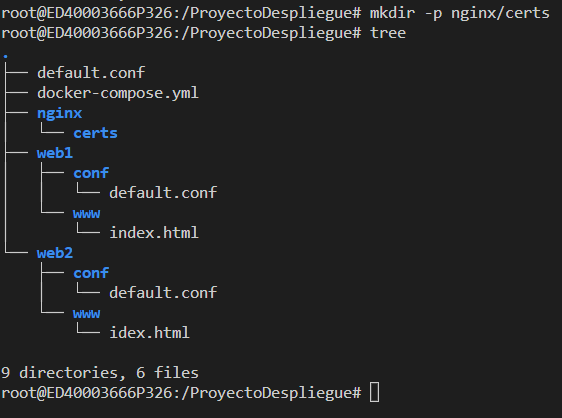 root@ED40003666P326:/ProyectoDespliegue# mkdir -p nginx/certs
root@ED40003666P326:/ProyectoDespliegue# tree
.
├── default.conf
├── docker-compose.yml
├── nginx
│   └── certs
├── web1
│   ├── conf
│   │   └── default.conf
│   └── www
│       └── index.html
└── web2
    ├── conf
    │   └── default.conf
    └── www
        └── idex.html

9 directories, 6 files
root@ED40003666P326:/ProyectoDespliegue#